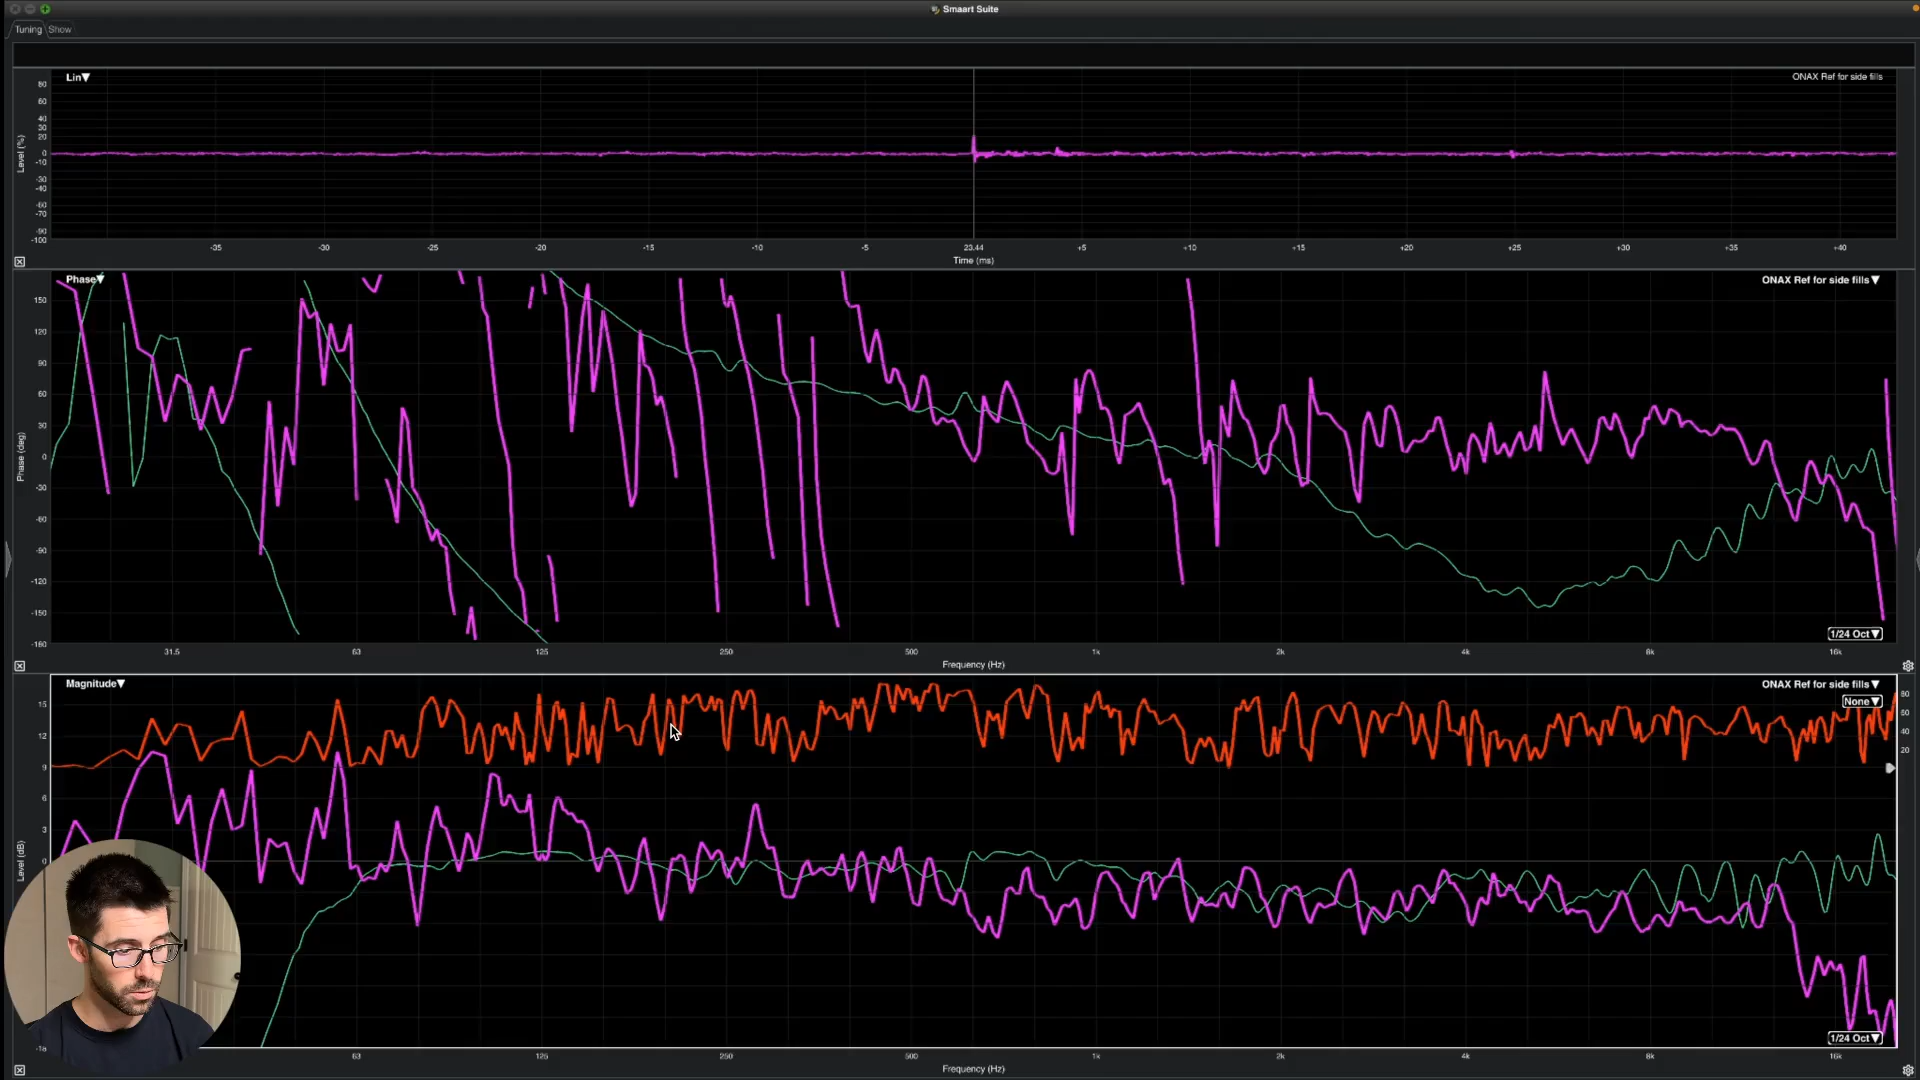 Smaart Suite
Tuning Show
Lin▼
ONAX Ref for side fills
80
60
40
30
20
0
-10
-30
-40
-60
-70
-90
-100
Level (%)
-35 -30 -25 -20 -15 -10 -5 23.44 +5 +10 +15 +20 +25 +30 +35 +40
Time (ms)
Phase▼
ONAX Ref for side fills▼
150
120
90
60
30
0
-30
-60
-90
-120
-150
-180
Phase (deg)
1/24 Oct▼
31.5 63 125 250 500 1k 2k 4k 8k 16k
Frequency (Hz)
Magnitude▼
ONAX Ref for side fills▼
None▼
15
12
9
6
3
0
-18
Level (dB)
80
60
40
20
1/24 Oct▼
63 125 250 500 1k 2k 4k 8k 16k
Frequency (Hz)